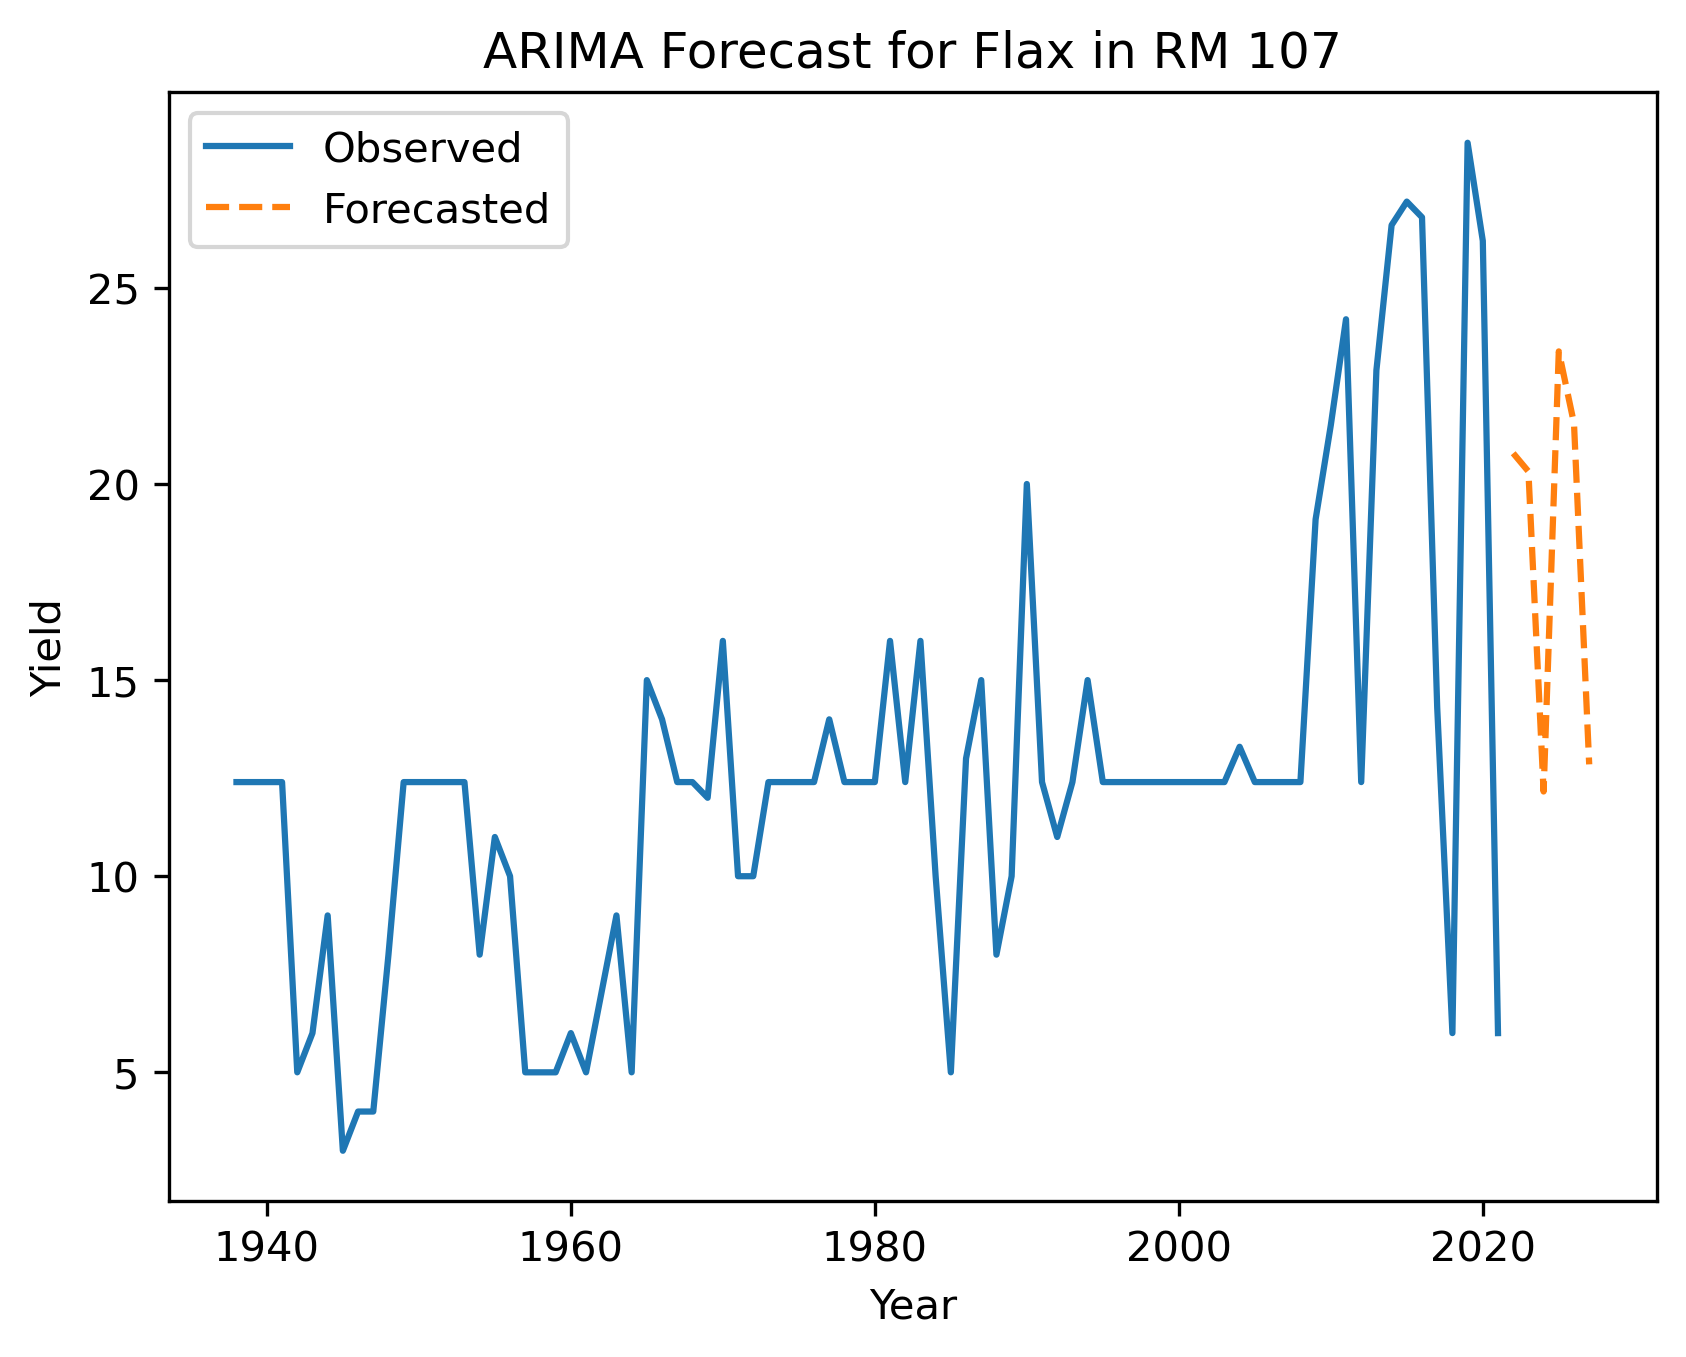 ARIMA Forecast for Flax in RM 107
Observed
Forecasted
25
20
15
10
5
Yield
1940 1960 1980 2000 2020
Year